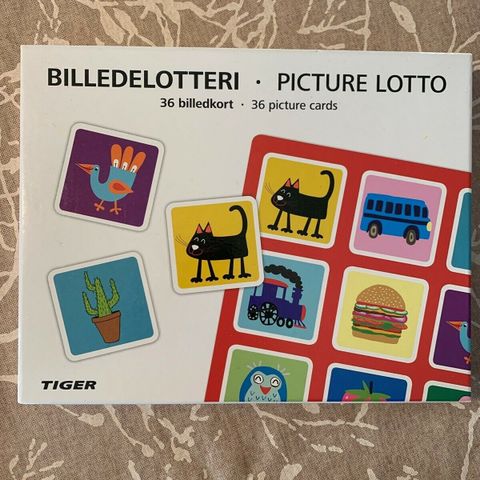 BILLEDELOTTERI · PICTURE LOTTO
36 billedkort · 36 picture cards
TIGER